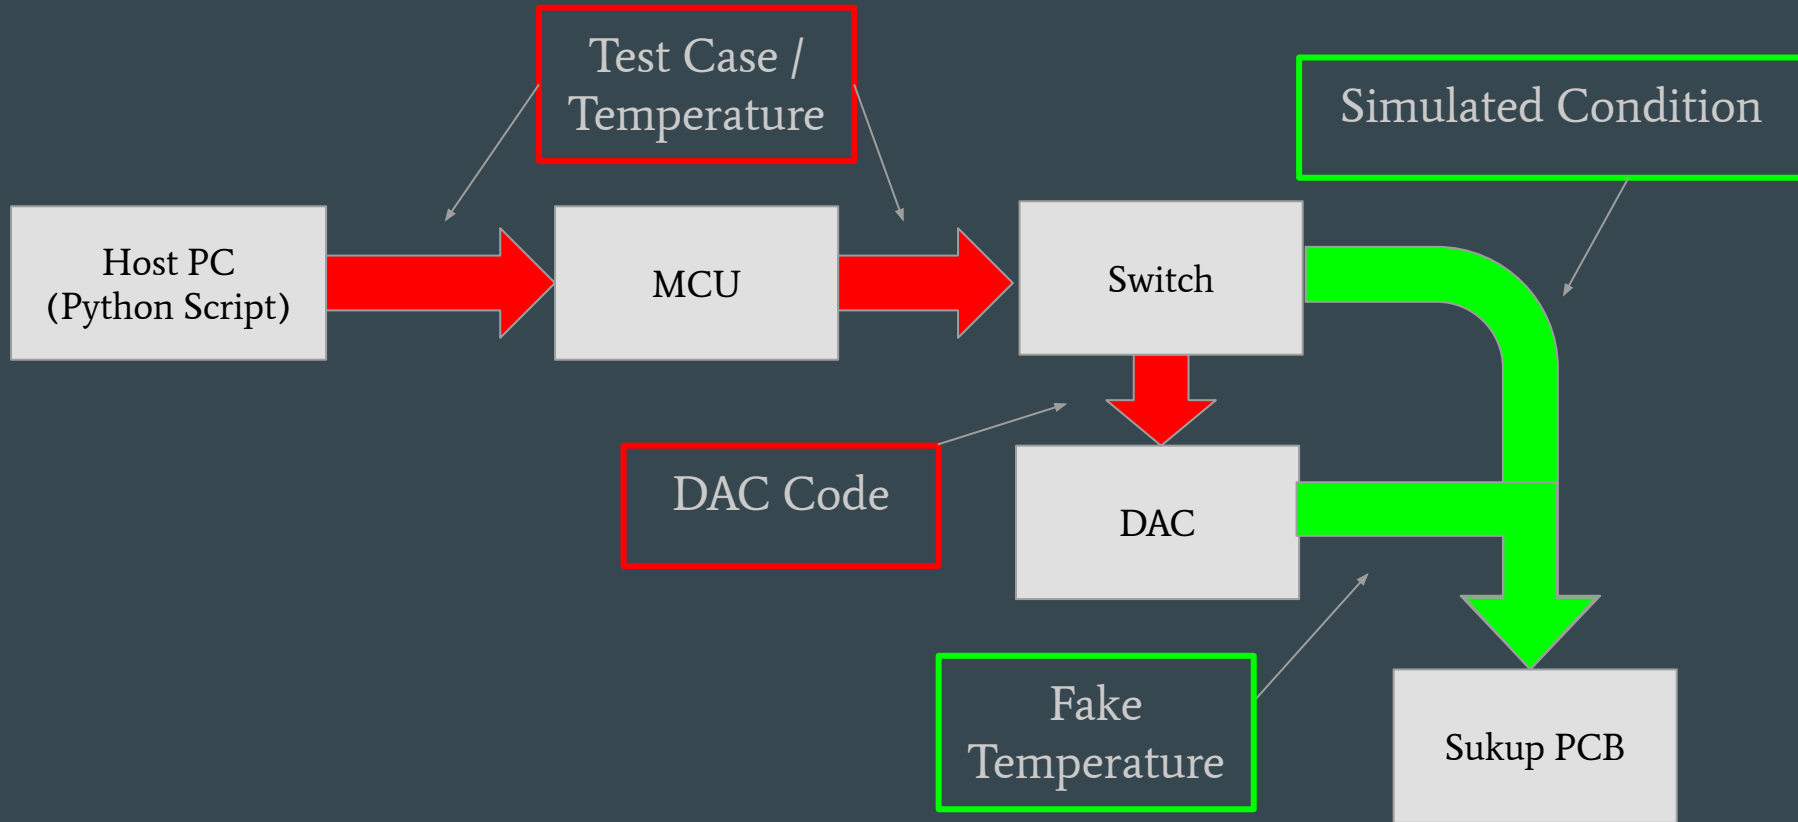 Test Case /
Temperature
Simulated Condition
Host PC
(Python Script)
MCU
Switch
DAC Code
DAC
Fake
Temperature
Sukup PCB